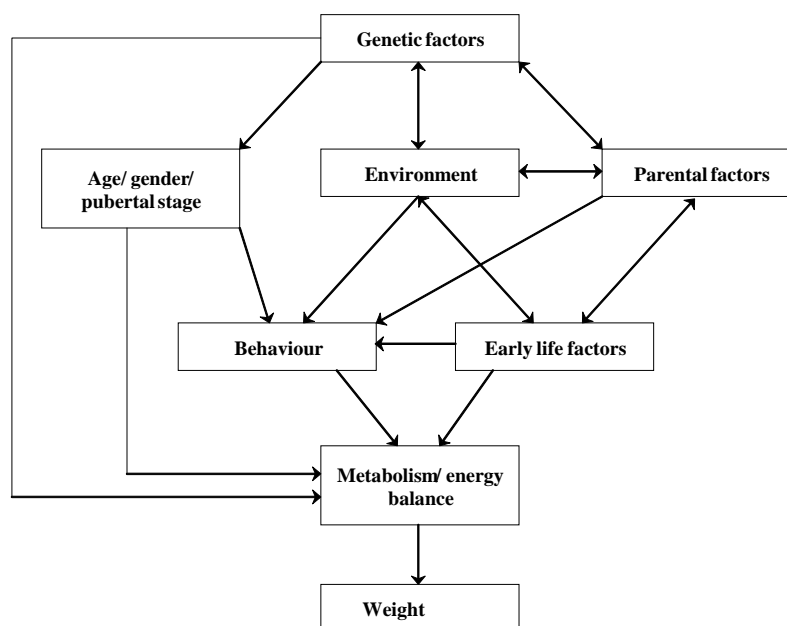 Genetic factors
Age/ gender/
pubertal stage
Environment
Parental factors
Behaviour
Early life factors
Metabolism/ energy
balance
Weight